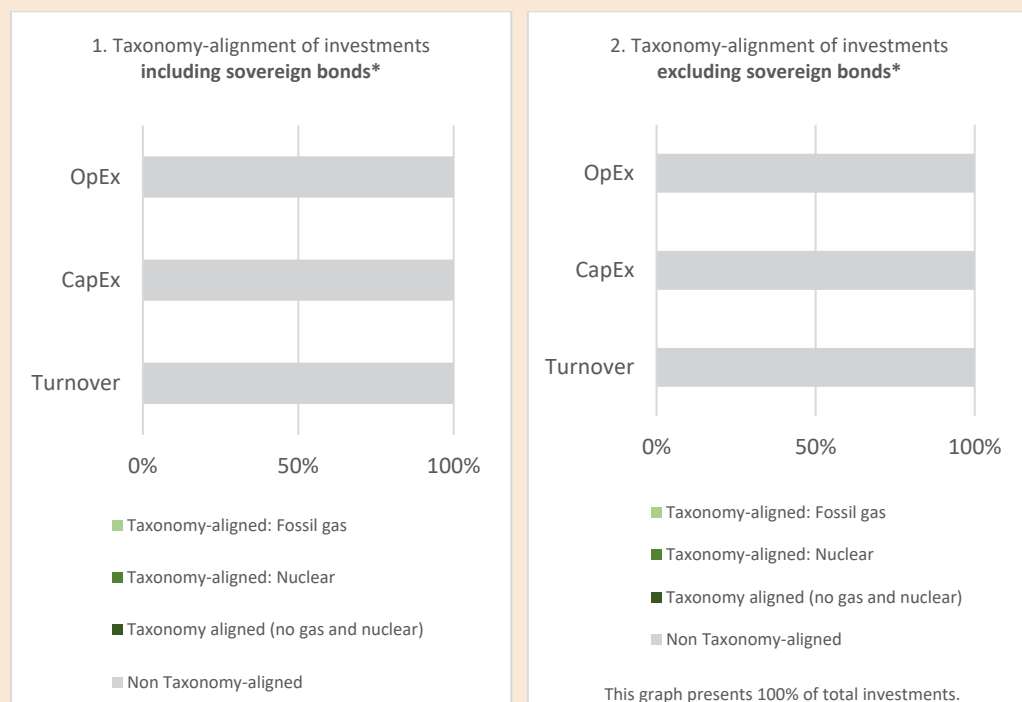 1. Taxonomy-alignment of investments
including sovereign bonds*
OpEx
CapEx
Turnover
0%
50%
100%
Taxonomy-aligned: Fossil gas
Taxonomy-aligned: Nuclear
Taxonomy aligned (no gas and nuclear)
Non Taxonomy-aligned
2. Taxonomy-alignment of investments
excluding sovereign bonds*
OpEx
CapEx
Turnover
0%
50%
100%
Taxonomy-aligned: Fossil gas
Taxonomy-aligned: Nuclear
Taxonomy aligned (no gas and nuclear)
Non Taxonomy-aligned
This graph presents 100% of total investments.